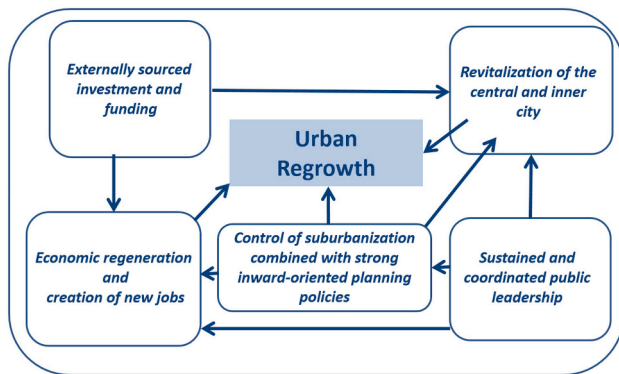 Externally sourced
investment and
funding
Revitalization of the
central and inner
city
Urban
Regrowth
Economic regeneration
and
creation of new jobs
Control of suburbanization
combined with strong
inward-oriented planning
policies
Sustained and
coordinated public
leadership